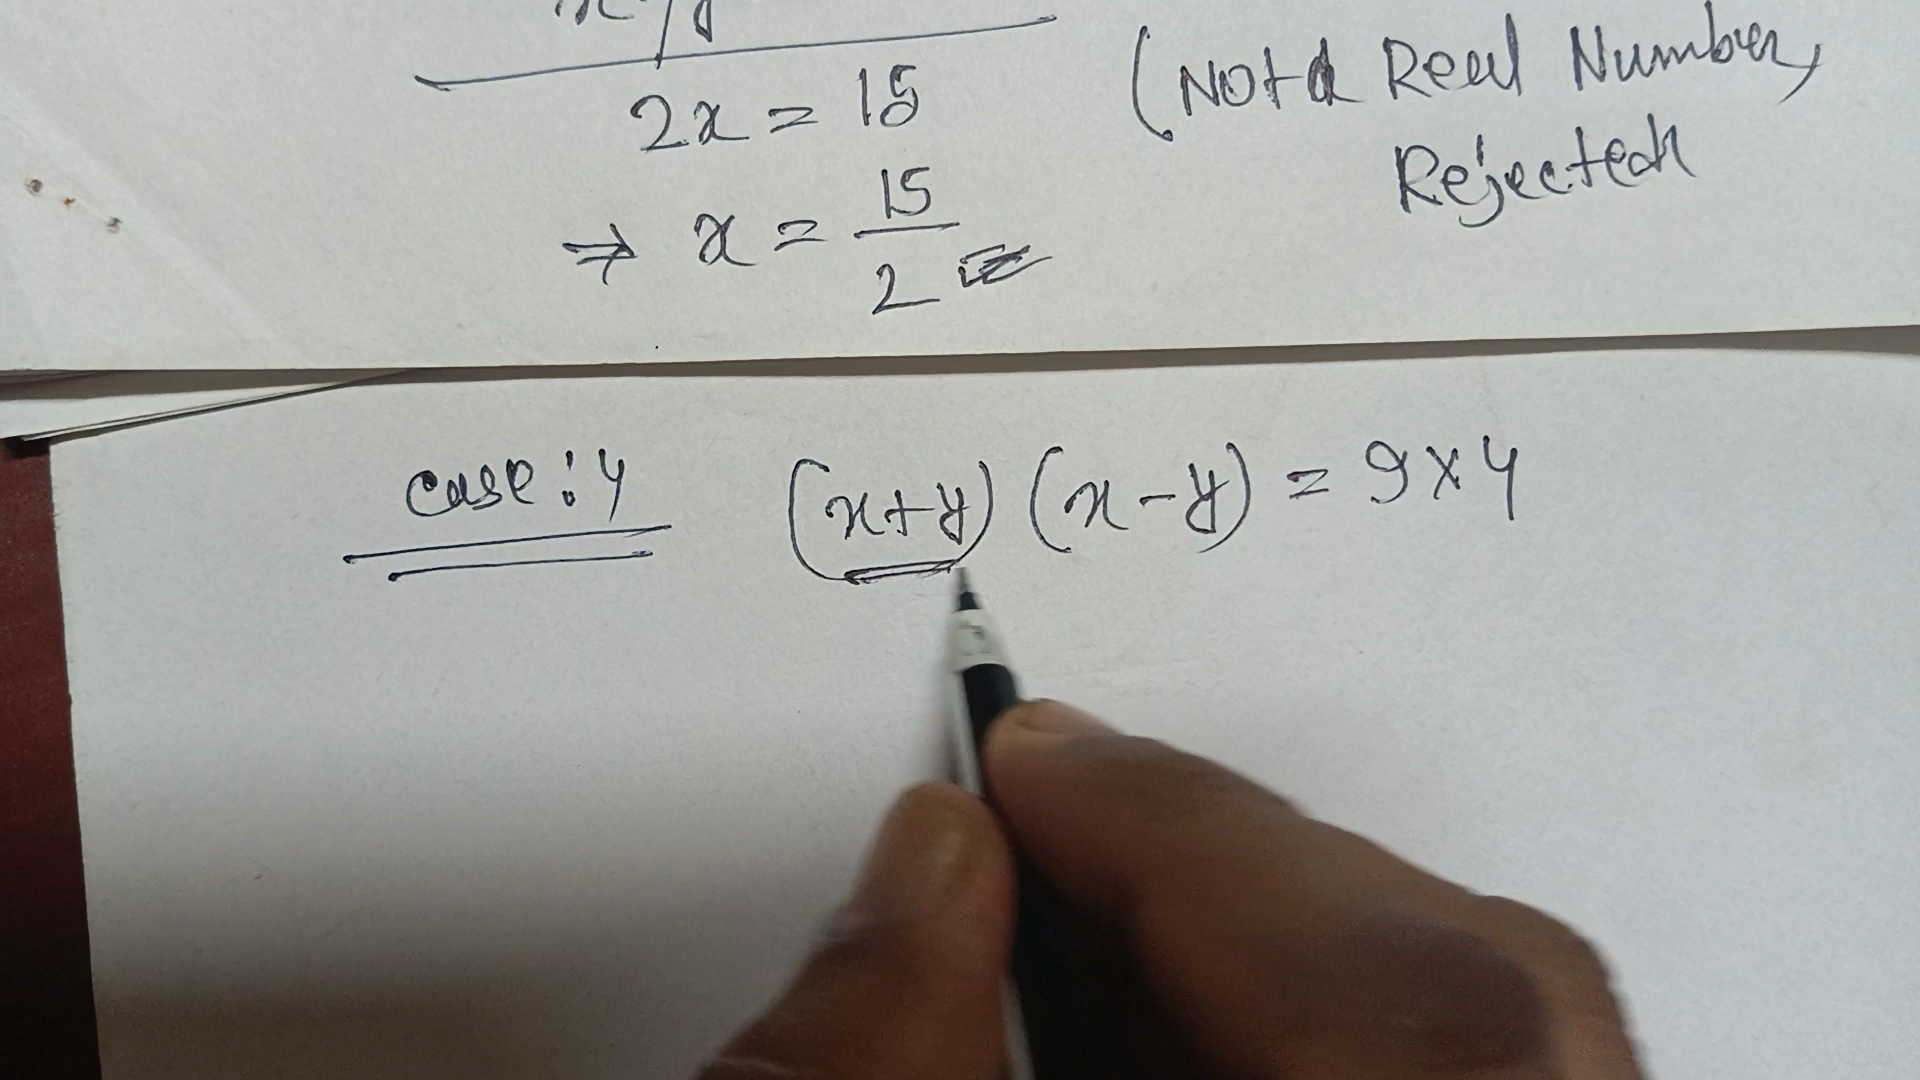 2x = 15
(Not a Real Number,
⇒ x = 15/2
Rejected
case : 4 (x+y) (x-y) = 9 x 4